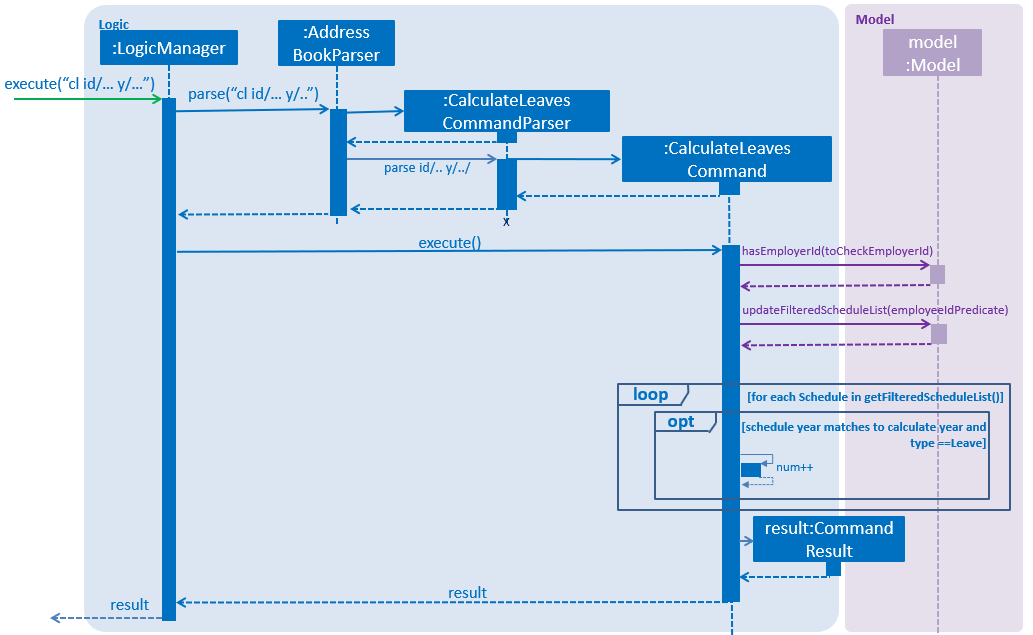 Logic
Model
:LogicManager
:Address
BookParser
model
:Model
execute(“cl id/… y/…”)
parse(“cl id/… y/..”)
:CalculateLeaves
CommandParser
:CalculateLeaves
Command
parse id/.. y/../
x
execute()
hasEmployerId(toCheckEmployerId)
updateFilteredScheduleList(employeeIdPredicate)
loop
[for each Schedule in getFilteredScheduleList()]
opt
[schedule year matches to calculate year and
type ==Leave]
num++
result:Command
Result
result
result